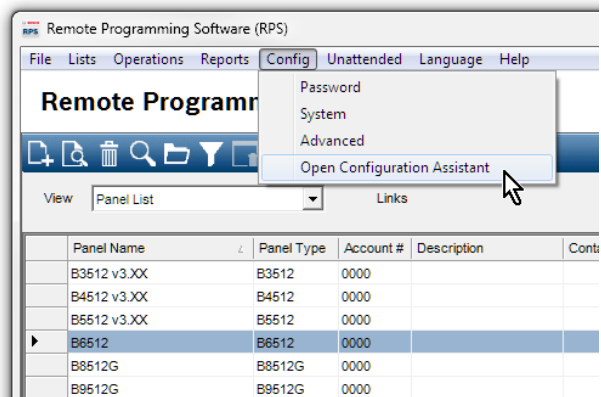 RPS Remote Programming Software (RPS)
File Lists Operations Reports Config Unattended Language Help
Password
System
Advanced
Open Configuration Assistant
Remote Programm
View Panel List Links
Panel Name Panel Type Account # Description Conta
B3512 v3.XX B3512 0000
B4512 v3.XX B4512 0000
B5512 v3.XX B5512 0000
B6512 B6512 0000
B8512G B8512G 0000
B9512G B9512G 0000